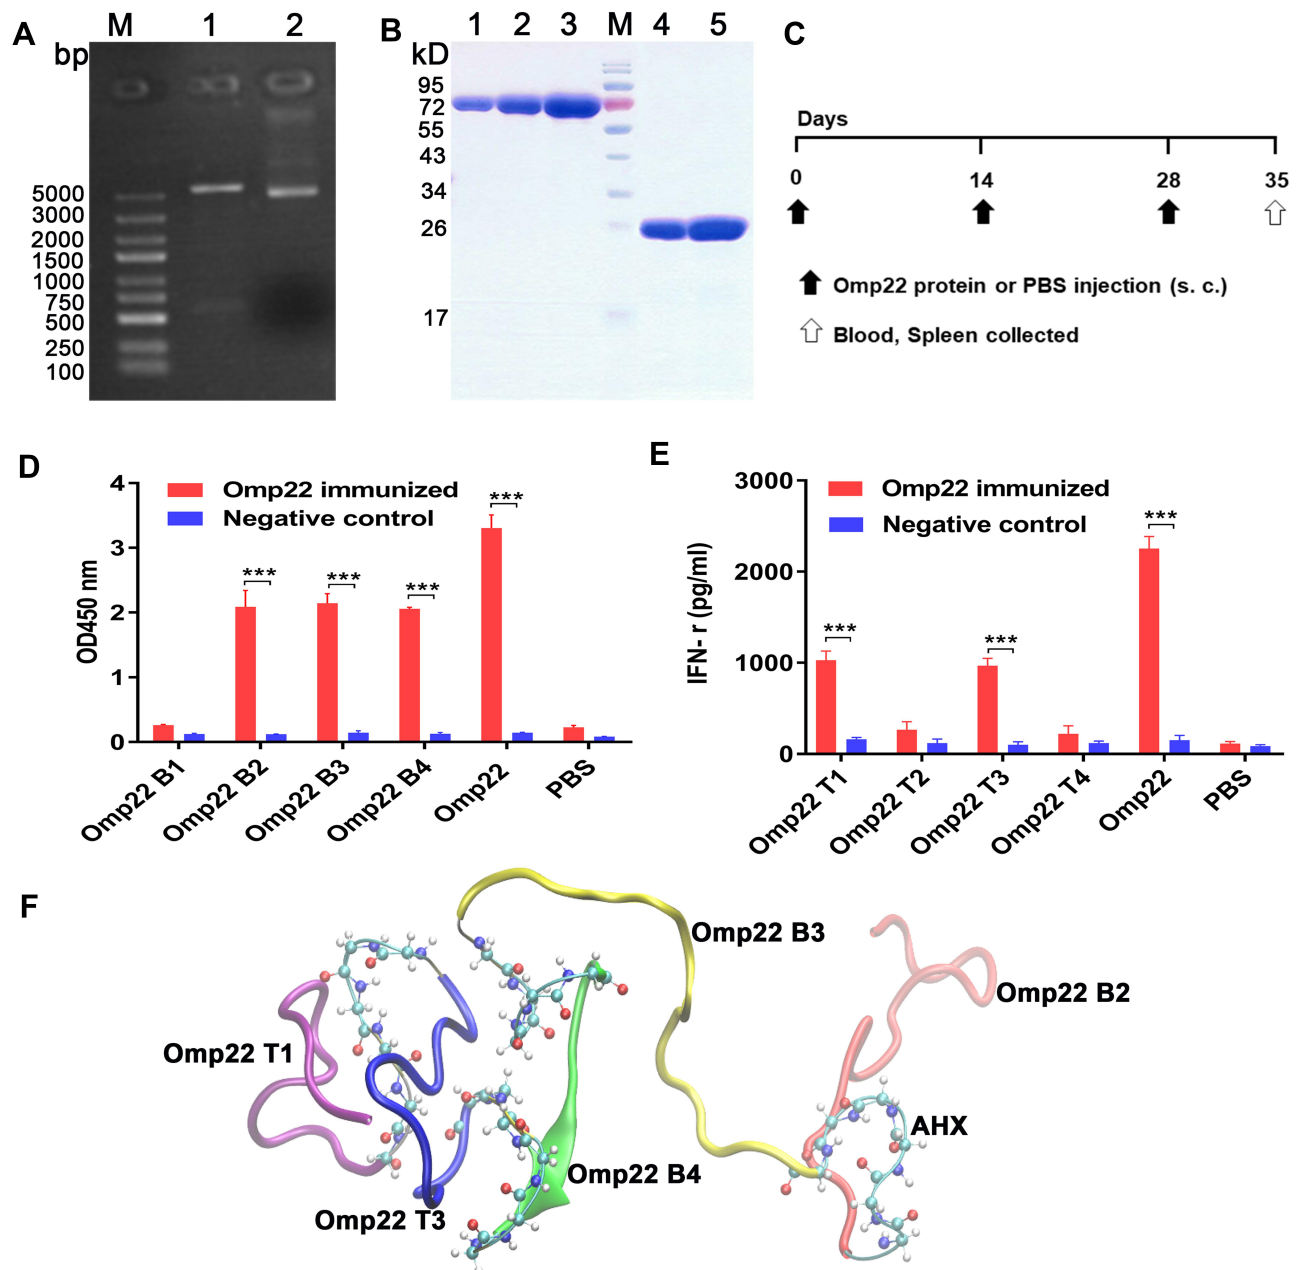 A
M 1 2
bp
5000
3000
2000
1500
1000
750
500
250
100
B
1 2 3 M 4 5
kD
95
72
55
43
34
26
17
C
Days
0 14 28 35
Omp22 protein or PBS injection (s. c.)
Blood, Spleen collected
D
Omp22 immunized
Negative control
OD450 nm
4
3
2
1
0
*** *** *** ***
Omp22 B1
Omp22 B2
Omp22 B3
Omp22 B4
Omp22
PBS
E
Omp22 immunized
Negative control
IFN- r (pg/ml)
3000
2000
1000
0
*** *** ***
Omp22 T1
Omp22 T2
Omp22 T3
Omp22 T4
Omp22
PBS
F
Omp22 B3
Omp22 B2
Omp22 T1
AHX
Omp22 B4
Omp22 T3